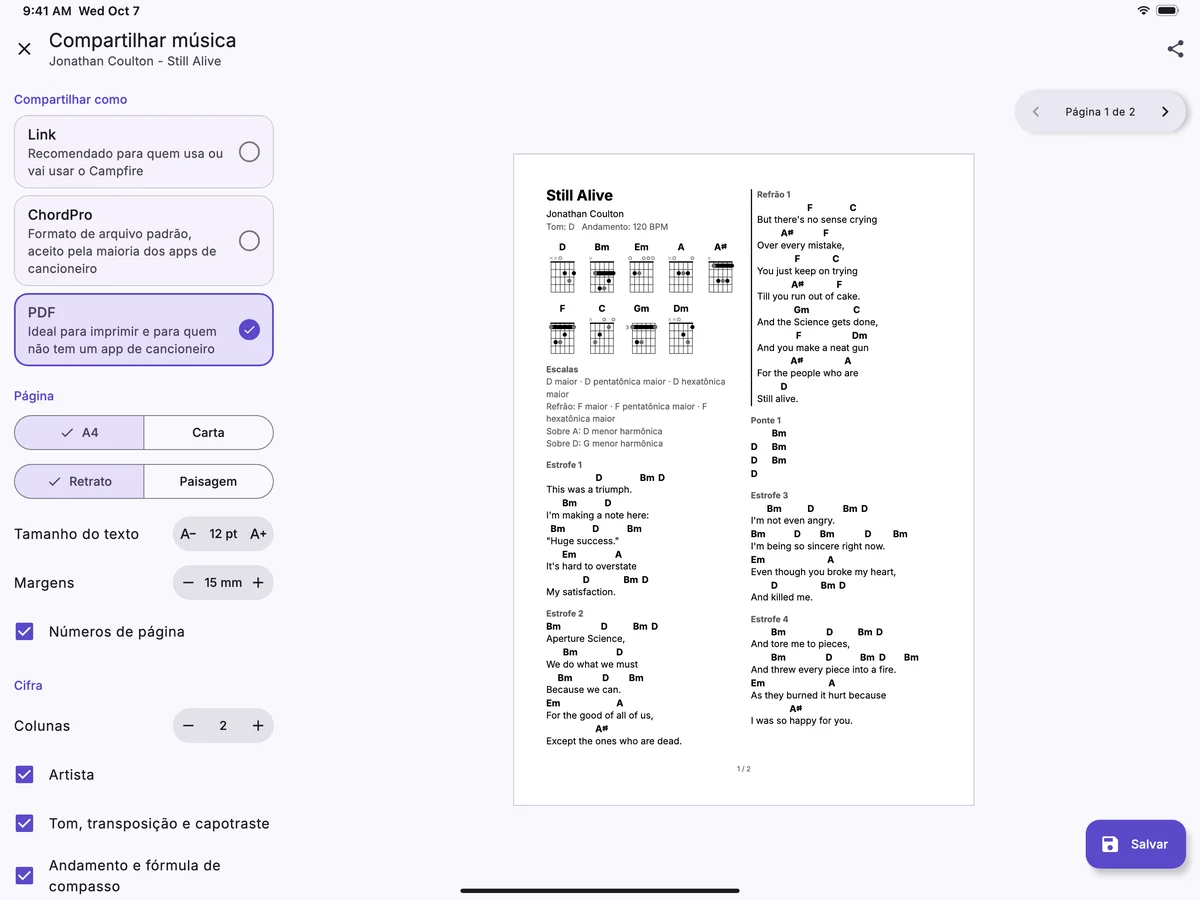 9:41 AM Wed Oct 7
Compartilhar música
Jonathan Coulton - Still Alive
Compartilhar como
Link
Recomendado para quem usa ou
vai usar o Campfire
ChordPro
Formato de arquivo padrão,
aceito pela maioria dos apps de
cancioneiro
PDF
Ideal para imprimir e para quem
não tem um app de cancioneiro
Página
A4 Carta
Retrato Paisagem
Tamanho do texto A- 12 pt A+
Margens − 15 mm +
Números de página
Cifra
Colunas − 2 +
Artista
Tom, transposição e capotraste
Andamento e fórmula de
compasso
Página 1 de 2
Still Alive
Jonathan Coulton
Tom: D Andamento: 120 BPM
D Bm Em A A#
F C Gm Dm
3
Escalas
D maior · D pentatônica maior · D hexatônica
maior
Refrão: F maior · F pentatônica maior · F
hexatônica maior
Sobre A: D menor harmônica
Sobre D: G menor harmônica
Estrofe 1
D Bm D
This was a triumph.
Bm D
I'm making a note here:
Bm D Bm
"Huge success."
Em A
It's hard to overstate
D Bm D
My satisfaction.
Estrofe 2
Bm D Bm D
Aperture Science,
Bm D
We do what we must
Bm D Bm
Because we can.
Em A
For the good of all of us,
A#
Except the ones who are dead.
Refrão 1
F C
But there's no sense crying
A# F
Over every mistake,
F C
You just keep on trying
A# F
Till you run out of cake.
Gm C
And the Science gets done,
F Dm
And you make a neat gun
A# A
For the people who are
D
Still alive.
Ponte 1
Bm
D Bm
D Bm
D
Estrofe 3
Bm D Bm D
I'm not even angry.
Bm D Bm D Bm
I'm being so sincere right now.
Em A
Even though you broke my heart,
D Bm D
And killed me.
Estrofe 4
Bm D Bm D
And tore me to pieces,
Bm D Bm D Bm
And threw every piece into a fire.
Em A
As they burned it hurt because
A#
I was so happy for you.
1 / 2
Salvar